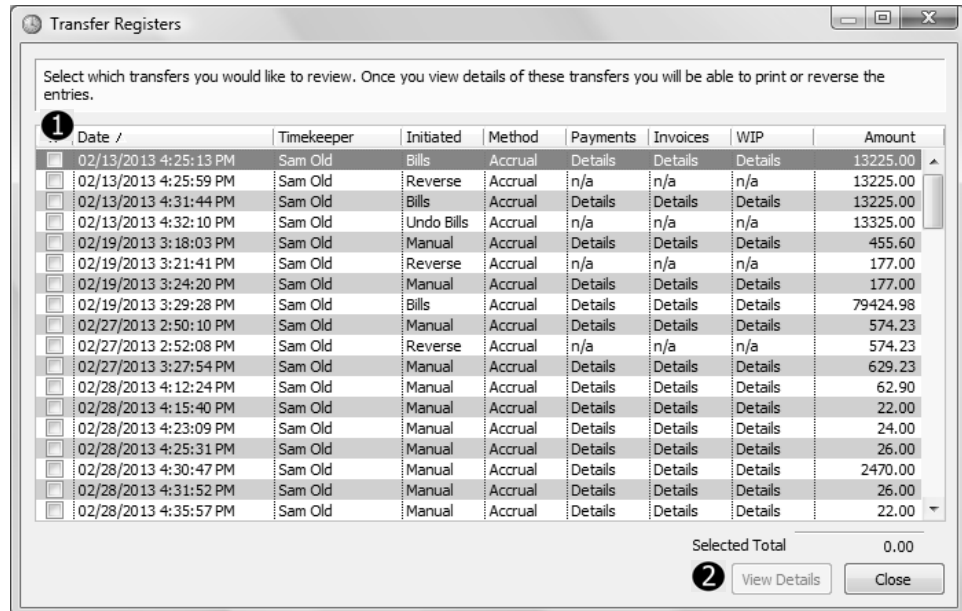 Transfer Registers
Select which transfers you would like to review. Once you view details of these transfers you will be able to print or reverse the
entries.
1
Date / Timekeeper Initiated Method Payments Invoices WIP Amount
02/13/2013 4:25:13 PM Sam Old Bills Accrual Details Details Details 13225.00
02/13/2013 4:25:59 PM Sam Old Reverse Accrual n/a n/a n/a 13225.00
02/13/2013 4:31:44 PM Sam Old Bills Accrual Details Details Details 13225.00
02/13/2013 4:32:10 PM Sam Old Undo Bills Accrual n/a n/a n/a 13325.00
02/19/2013 3:18:03 PM Sam Old Manual Accrual Details Details Details 455.60
02/19/2013 3:21:41 PM Sam Old Reverse Accrual n/a n/a n/a 177.00
02/19/2013 3:24:20 PM Sam Old Manual Accrual Details Details Details 177.00
02/19/2013 3:29:28 PM Sam Old Bills Accrual Details Details Details 79424.98
02/27/2013 2:50:10 PM Sam Old Manual Accrual Details Details Details 574.23
02/27/2013 2:52:08 PM Sam Old Reverse Accrual n/a n/a n/a 574.23
02/27/2013 3:27:54 PM Sam Old Manual Accrual Details Details Details 629.23
02/28/2013 4:12:24 PM Sam Old Manual Accrual Details Details Details 62.90
02/28/2013 4:15:40 PM Sam Old Manual Accrual Details Details Details 22.00
02/28/2013 4:23:09 PM Sam Old Manual Accrual Details Details Details 24.00
02/28/2013 4:25:31 PM Sam Old Manual Accrual Details Details Details 26.00
02/28/2013 4:30:47 PM Sam Old Manual Accrual Details Details Details 2470.00
02/28/2013 4:31:52 PM Sam Old Manual Accrual Details Details Details 26.00
02/28/2013 4:35:57 PM Sam Old Manual Accrual Details Details Details 22.00
Selected Total 0.00
2 View Details Close